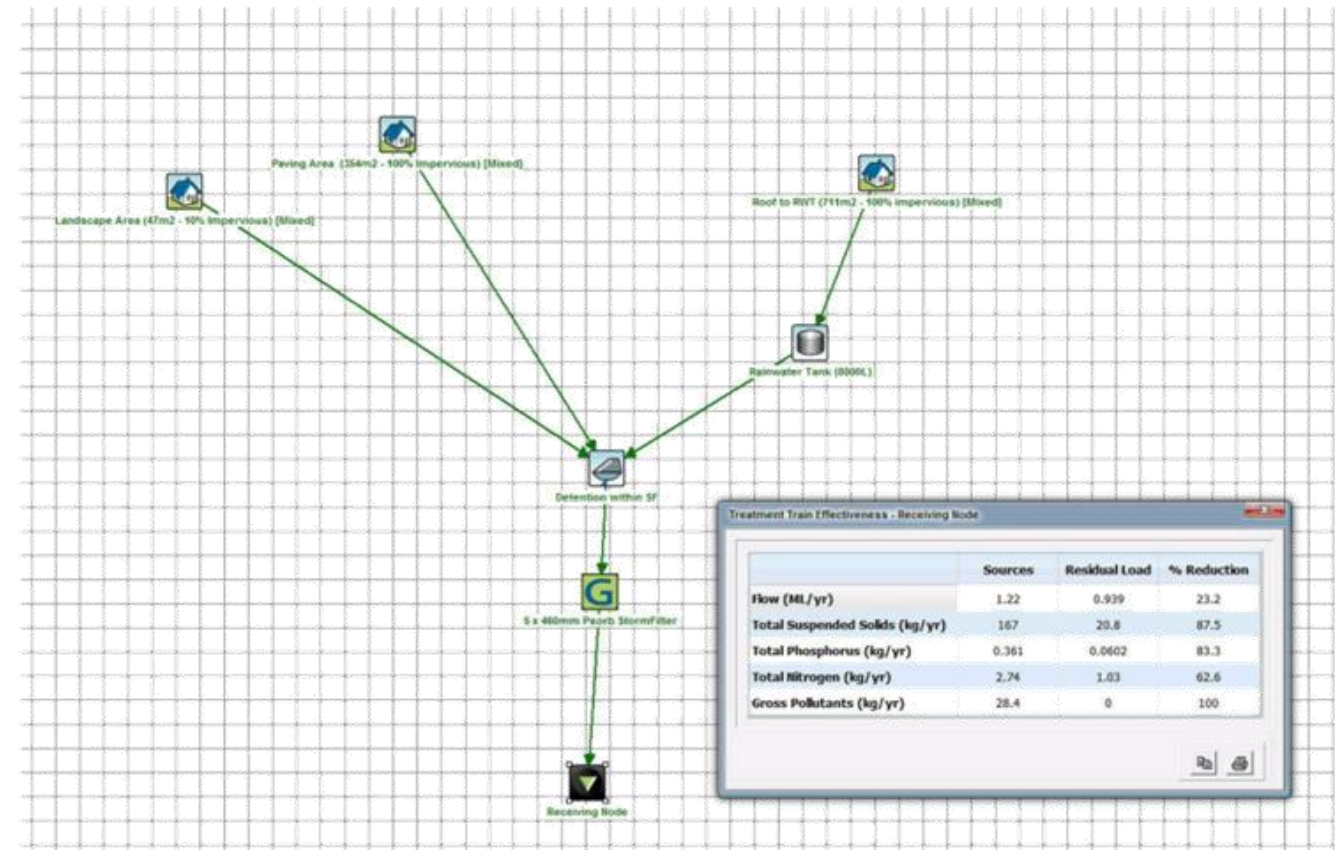 Paving Area (354m2 - 100% Impervious) [Mixed]
Landscape Area (47m2 - 10% Impervious) [Mixed]
Roof to RWT (711m2 - 100% impervious) [Mixed]
Rainwater Tank (8000L)
Detention within SF
5 x 460mm Psorb StormFilter
Receiving Node
Treatment Train Effectiveness - Receiving Node
Sources Residual Load % Reduction
Flow (ML/yr) 1.22 0.939 23.2
Total Suspended Solids (kg/yr) 167 20.8 87.5
Total Phosphorus (kg/yr) 0.361 0.0602 83.3
Total Nitrogen (kg/yr) 2.74 1.03 62.6
Gross Pollutants (kg/yr) 28.4 0 100
G